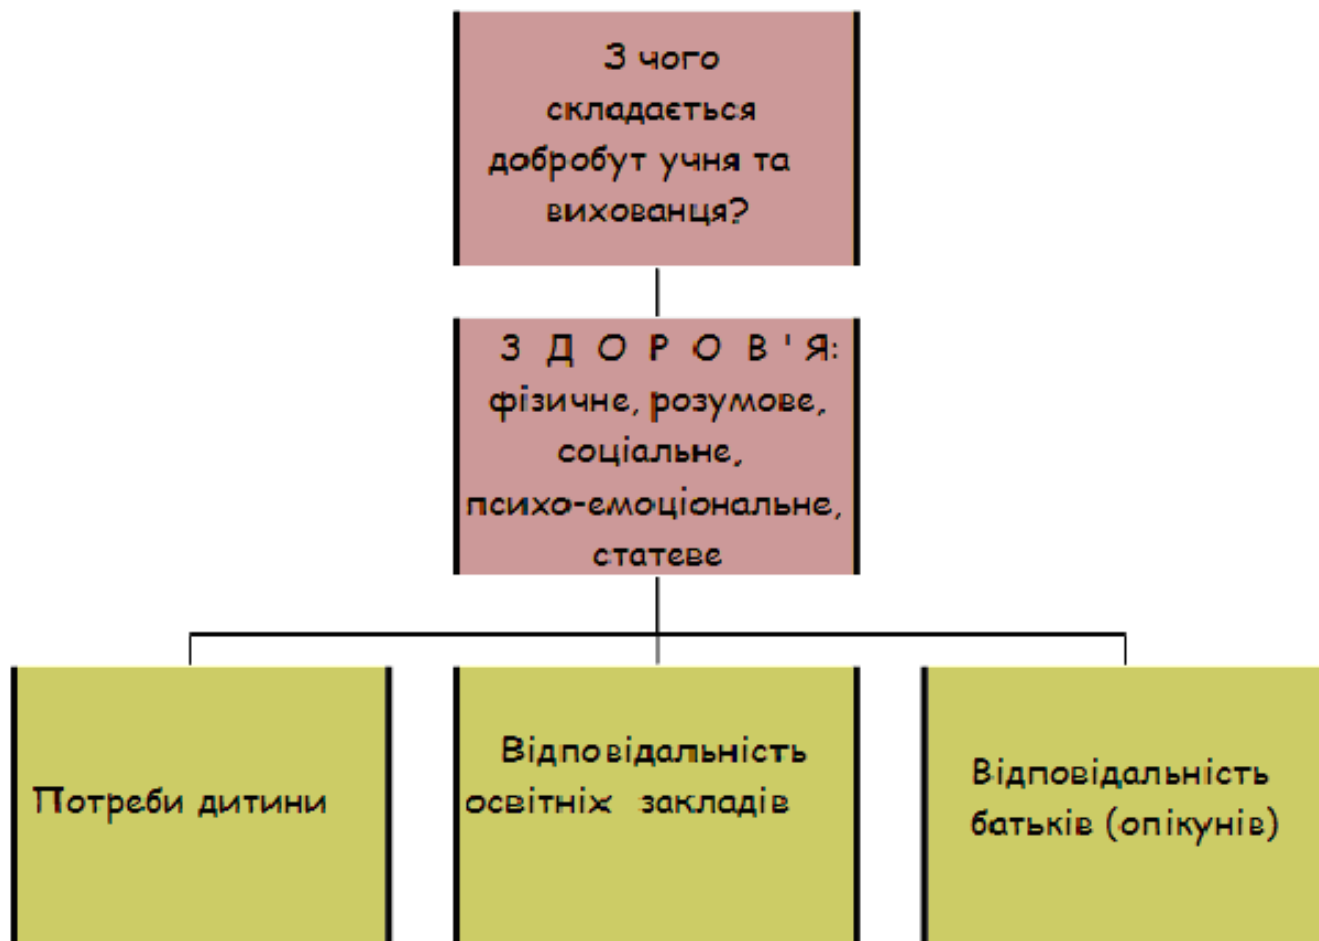 З чого
складається
добробут учня та
вихованця?
З Д О Р О В ' Я:
фізичне, розумове,
соціальне,
психо-емоціональне,
статеве
Потреби дитини
Відповідальність
освітніх закладів
Відповідальність
батьків (опікунів)